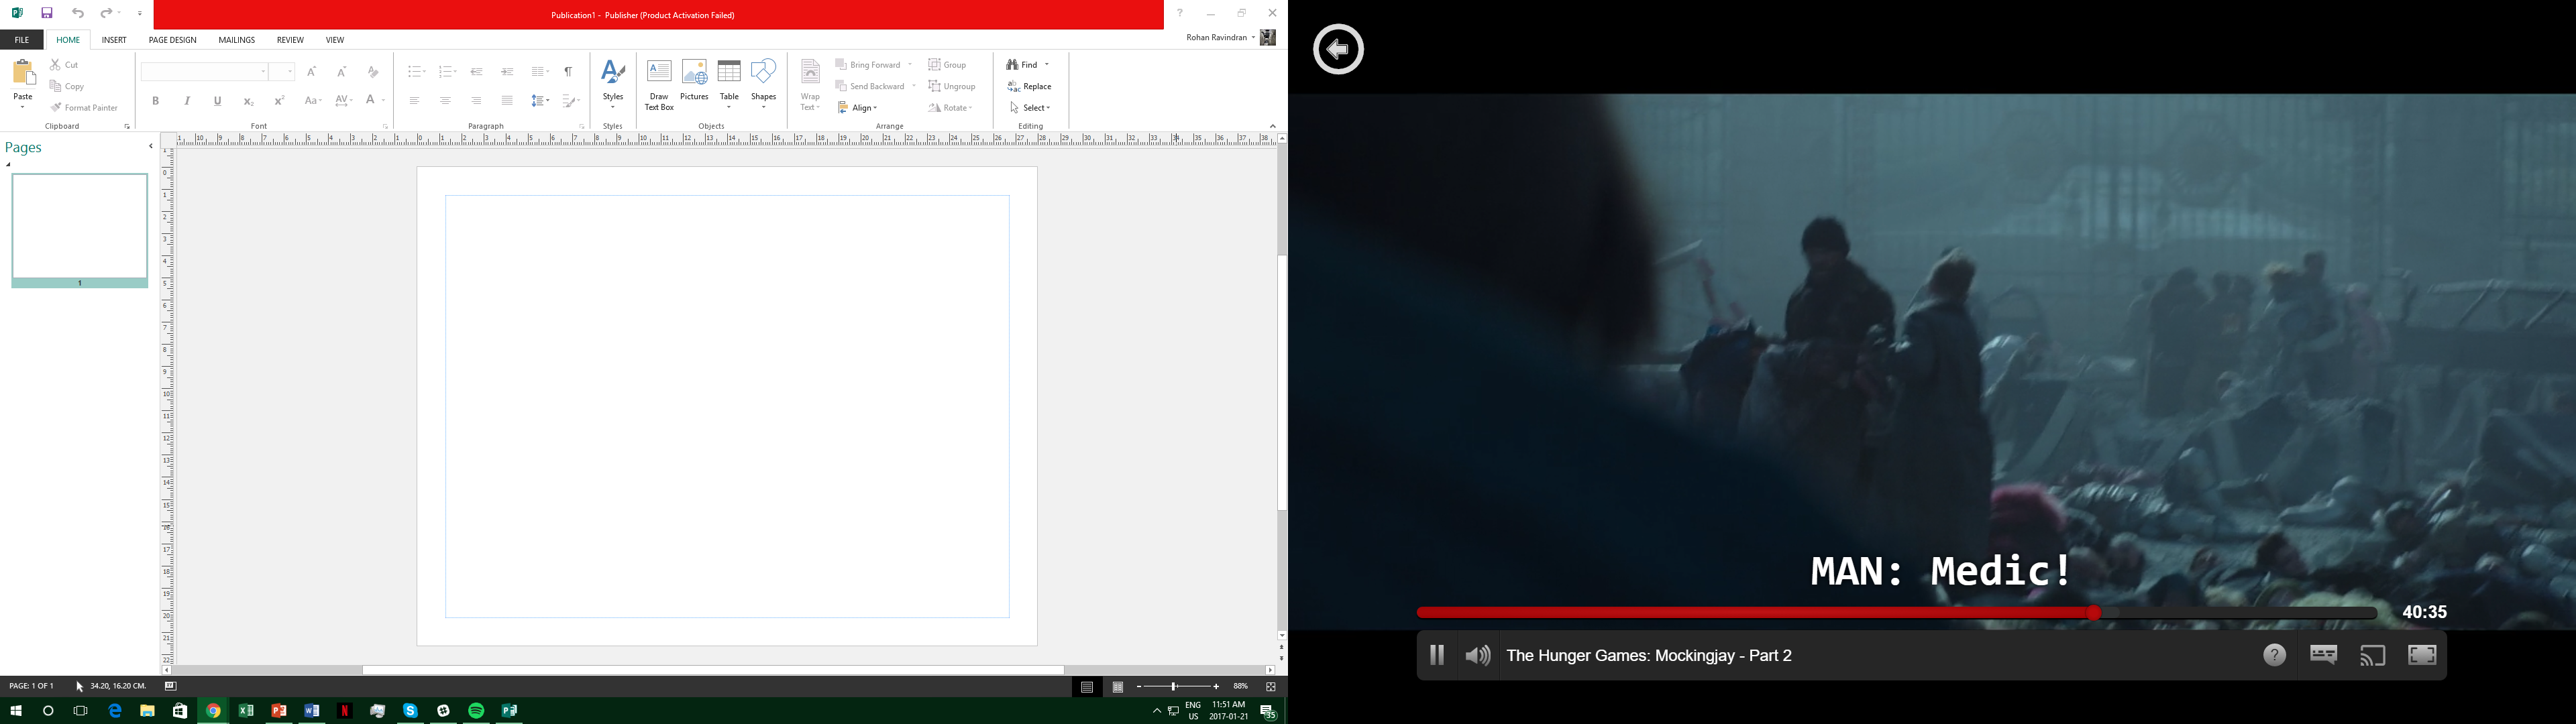 Publication1 - Publisher (Product Activation Failed)
FILE HOME INSERT PAGE DESIGN MAILINGS REVIEW VIEW
Rohan Ravindran
Paste
Cut
Copy
Format Painter
Clipboard
Font
Paragraph
Styles
Styles
Draw Text Box
Pictures
Table
Shapes
Objects
Wrap Text
Bring Forward
Send Backward
Align
Group
Ungroup
Rotate
Arrange
Find
Replace
Select
Editing
Pages
1
MAN: Medic!
40:35
The Hunger Games: Mockingjay - Part 2
PAGE: 1 OF 1
34.20, 16.20 CM.
88%
ENG
US
11:51 AM
2017-01-21
35